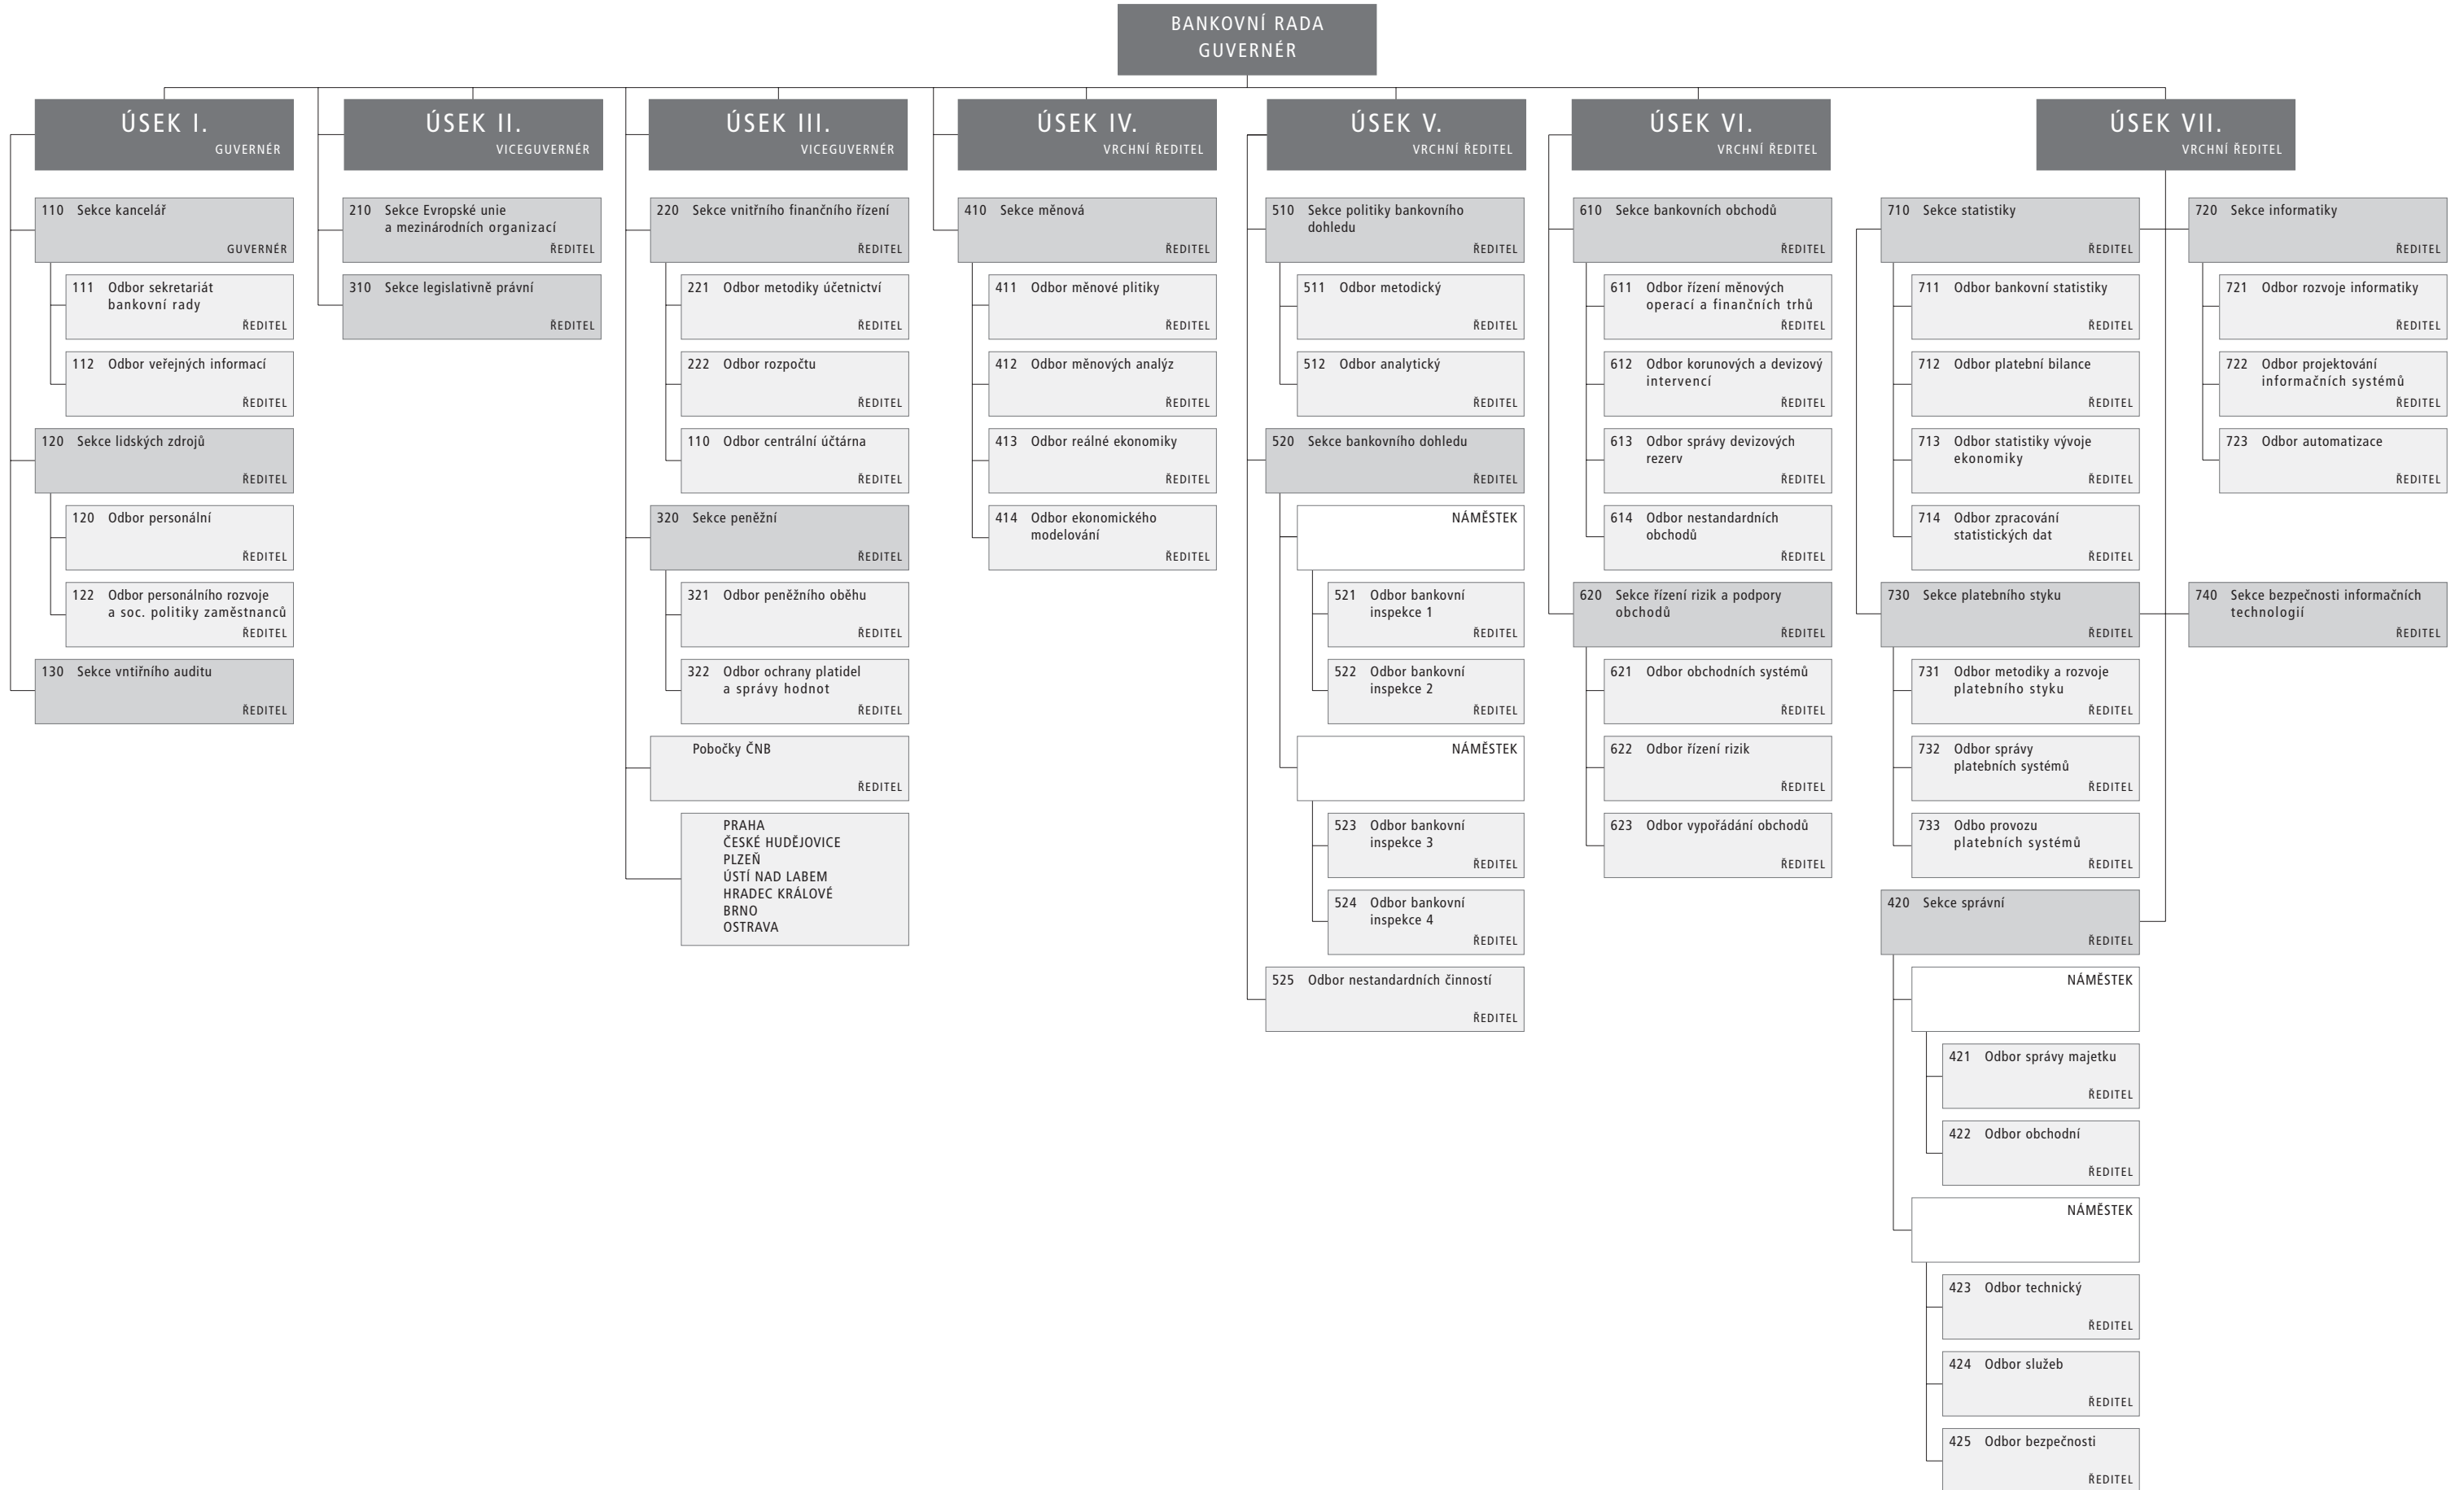 BANKOVNÍ RADA
GUVERNÉR
ÚSEK I.
GUVERNÉR
110 Sekce kancelář
GUVERNÉR
111 Odbor sekretariát
bankovní rady
ŘEDITEL
112 Odbor veřejných informací
ŘEDITEL
120 Sekce lidských zdrojů
ŘEDITEL
120 Odbor personální
ŘEDITEL
122 Odbor personálního rozvoje
a soc. politiky zaměstnanců
ŘEDITEL
130 Sekce vntiřního auditu
ŘEDITEL
ÚSEK II.
VICEGUVERNÉR
210 Sekce Evropské unie
a mezinárodních organizací
ŘEDITEL
310 Sekce legislativně právní
ŘEDITEL
ÚSEK III.
VICEGUVERNÉR
220 Sekce vnitřního finančního řízení
ŘEDITEL
221 Odbor metodiky účetnictví
ŘEDITEL
222 Odbor rozpočtu
ŘEDITEL
110 Odbor centrální účtárna
ŘEDITEL
320 Sekce peněžní
ŘEDITEL
321 Odbor peněžního oběhu
ŘEDITEL
322 Odbor ochrany platidel
a správy hodnot
ŘEDITEL
Pobočky ČNB
ŘEDITEL
PRAHA
ČESKÉ HUDĚJOVICE
PLZEŇ
ÚSTÍ NAD LABEM
HRADEC KRÁLOVÉ
BRNO
OSTRAVA
ÚSEK IV.
VRCHNÍ ŘEDITEL
410 Sekce měnová
ŘEDITEL
411 Odbor měnové plitiky
ŘEDITEL
412 Odbor měnových analýz
ŘEDITEL
413 Odbor reálné ekonomiky
ŘEDITEL
414 Odbor ekonomického
modelování
ŘEDITEL
ÚSEK V.
VRCHNÍ ŘEDITEL
510 Sekce politiky bankovního
dohledu
ŘEDITEL
511 Odbor metodický
ŘEDITEL
512 Odbor analytický
ŘEDITEL
520 Sekce bankovního dohledu
ŘEDITEL
NÁMĚSTEK
521 Odbor bankovní
inspekce 1
ŘEDITEL
522 Odbor bankovní
inspekce 2
ŘEDITEL
NÁMĚSTEK
523 Odbor bankovní
inspekce 3
ŘEDITEL
524 Odbor bankovní
inspekce 4
ŘEDITEL
525 Odbor nestandardních činností
ŘEDITEL
ÚSEK VI.
VRCHNÍ ŘEDITEL
610 Sekce bankovních obchodů
ŘEDITEL
611 Odbor řízení měnových
operací a finančních trhů
ŘEDITEL
612 Odbor korunových a devizový
intervencí
ŘEDITEL
613 Odbor správy devizových
rezerv
ŘEDITEL
614 Odbor nestandardních
obchodů
ŘEDITEL
620 Sekce řízení rizik a podpory
obchodů
ŘEDITEL
621 Odbor obchodních systémů
ŘEDITEL
622 Odbor řízení rizik
ŘEDITEL
623 Odbor vypořádání obchodů
ŘEDITEL
ÚSEK VII.
VRCHNÍ ŘEDITEL
710 Sekce statistiky
ŘEDITEL
711 Odbor bankovní statistiky
ŘEDITEL
712 Odbor platební bilance
ŘEDITEL
713 Odbor statistiky vývoje
ekonomiky
ŘEDITEL
714 Odbor zpracování
statistických dat
ŘEDITEL
730 Sekce platebního styku
ŘEDITEL
731 Odbor metodiky a rozvoje
platebního styku
ŘEDITEL
732 Odbor správy
platebních systémů
ŘEDITEL
733 Odbo provozu
platebních systémů
ŘEDITEL
420 Sekce správní
ŘEDITEL
NÁMĚSTEK
421 Odbor správy majetku
ŘEDITEL
422 Odbor obchodní
ŘEDITEL
NÁMĚSTEK
423 Odbor technický
ŘEDITEL
424 Odbor služeb
ŘEDITEL
425 Odbor bezpečnosti
ŘEDITEL
720 Sekce informatiky
ŘEDITEL
721 Odbor rozvoje informatiky
ŘEDITEL
722 Odbor projektování
informačních systémů
ŘEDITEL
723 Odbor automatizace
ŘEDITEL
740 Sekce bezpečnosti informačních
technologií
ŘEDITEL